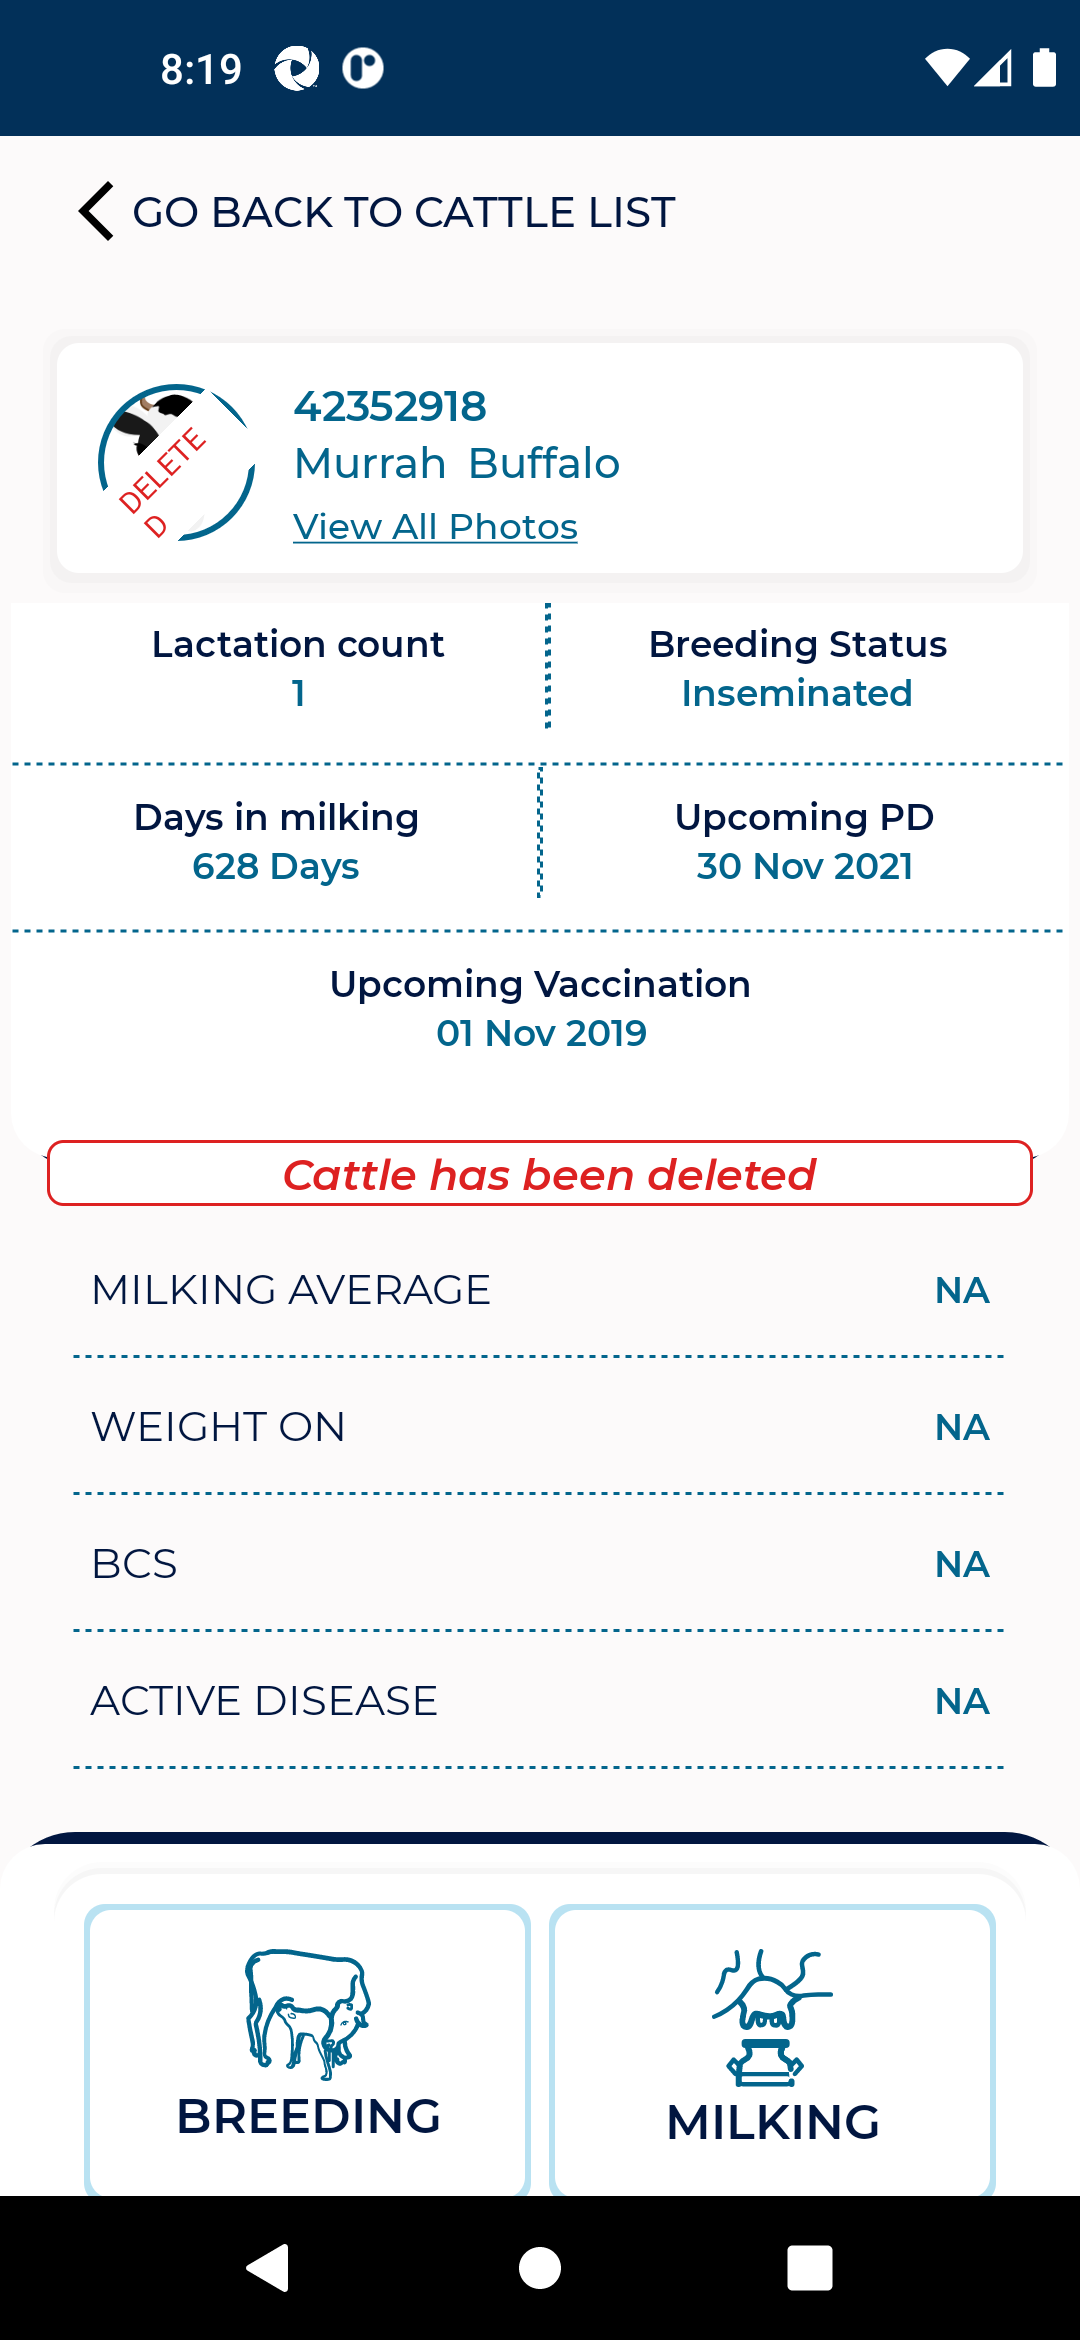 8:19
GO BACK TO CATTLE LIST
DELETE
D
42352918
Murrah Buffalo
View All Photos
Lactation count
1
Breeding Status
Inseminated
Days in milking
628 Days
Upcoming PD
30 Nov 2021
Upcoming Vaccination
01 Nov 2019
Cattle has been deleted
MILKING AVERAGE NA
WEIGHT ON NA
BCS NA
ACTIVE DISEASE NA
BREEDING
MILKING